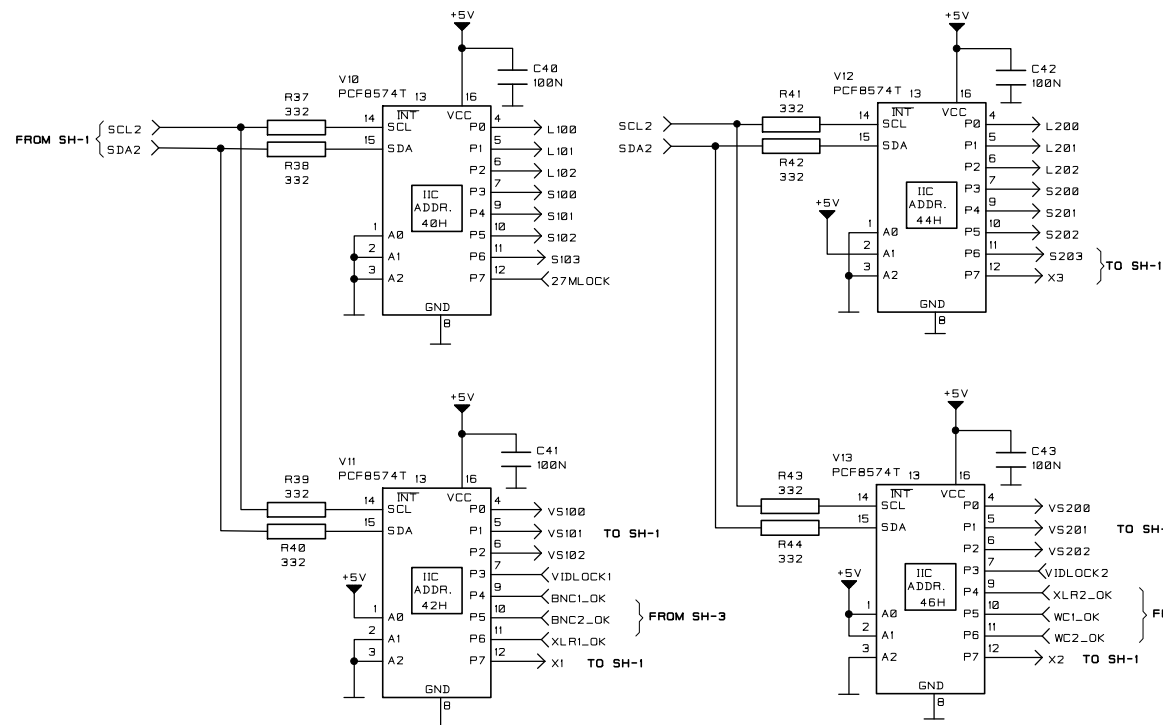 +5V
C40
100N
V10
PCF8574T
13
16
INT
VCC
R37
332
R38
332
FROM SH-1
SCL2
SDA2
14
SCL
15
SDA
IIC
ADDR.
40H
1
A0
2
A1
3
A2
P0
4
L100
P1
5
L101
P2
6
L102
P3
7
S100
P4
9
S101
P5
10
S102
P6
11
S103
P7
12
27MLOCK
GND
8
+5V
C42
100N
V12
PCF8574T
13
16
INT
VCC
R41
332
R42
332
SCL2
SDA2
14
SCL
15
SDA
IIC
ADDR.
44H
+5V
1
A0
2
A1
3
A2
P0
4
L200
P1
5
L201
P2
6
L202
P3
7
S200
P4
9
S201
P5
10
S202
P6
11
S203
P7
12
X3
TO SH-1
GND
8
+5V
C41
100N
V11
PCF8574T
13
16
INT
VCC
R39
332
R40
332
14
SCL
15
SDA
IIC
ADDR.
42H
+5V
1
A0
2
A1
3
A2
P0
4
VS100
P1
5
VS101
TO SH-1
P2
6
VS102
P3
7
VIDLOCK1
P4
9
BNC1_OK
P5
10
BNC2_OK
FROM SH-3
P6
11
XLR1_OK
P7
12
X1
TO SH-1
GND
8
+5V
C43
100N
V13
PCF8574T
13
16
INT
VCC
R43
332
R44
332
14
SCL
15
SDA
IIC
ADDR.
46H
+5V
1
A0
2
A1
3
A2
P0
4
VS200
P1
5
VS201
TO SH-
P2
6
VS202
P3
7
VIDLOCK2
P4
9
XLR2_OK
P5
10
WC1_OK
P6
11
WC2_OK
P7
12
X2
TO SH-1
GND
8